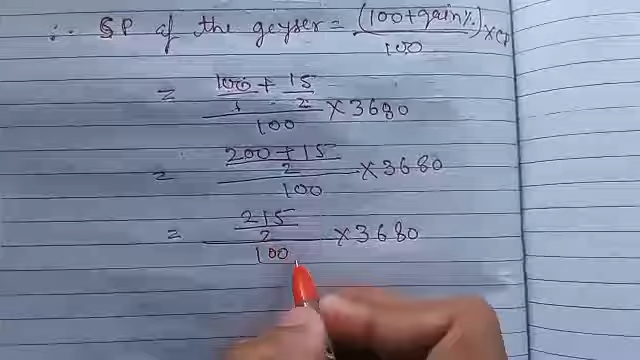 ∴ SP of the geyser = (100+gain%)/100 × CP
= (100/1 + 15/2)/100 × 3680
= ((200+15)/2)/100 × 3680
= (215/2)/100 × 3680